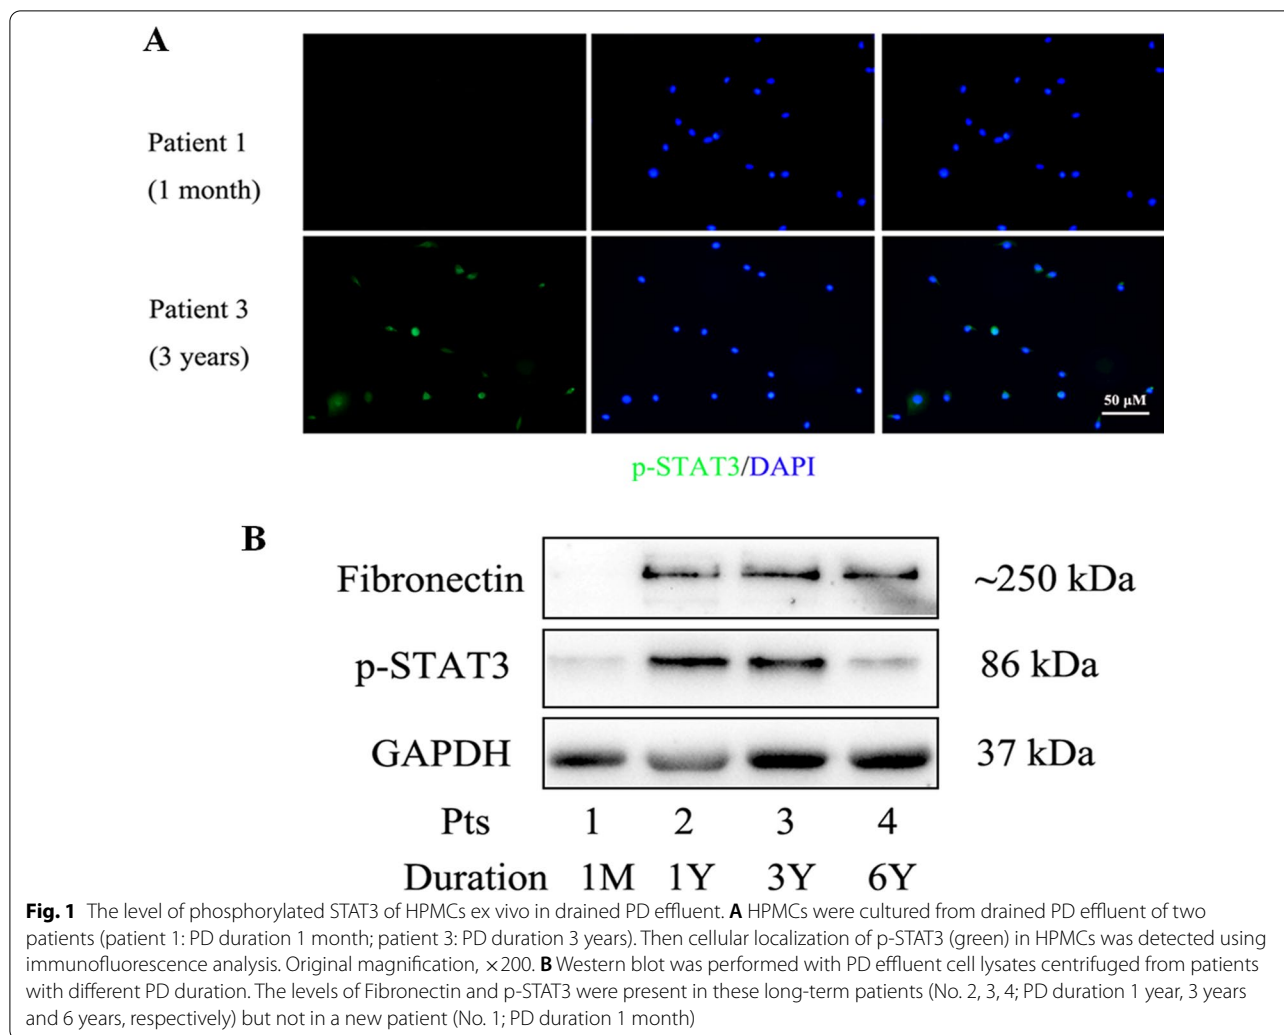 A
Patient 1
(1 month)
Patient 3
(3 years)
50 μM
p-STAT3/DAPI
B
Fibronectin ~250 kDa
p-STAT3 86 kDa
GAPDH 37 kDa
Pts 1 2 3 4
Duration 1M 1Y 3Y 6Y
Fig. 1 The level of phosphorylated STAT3 of HPMCs ex vivo in drained PD effluent. A HPMCs were cultured from drained PD effluent of two
patients (patient 1: PD duration 1 month; patient 3: PD duration 3 years). Then cellular localization of p-STAT3 (green) in HPMCs was detected using
immunofluorescence analysis. Original magnification, ×200. B Western blot was performed with PD effluent cell lysates centrifuged from patients
with different PD duration. The levels of Fibronectin and p-STAT3 were present in these long-term patients (No. 2, 3, 4; PD duration 1 year, 3 years
and 6 years, respectively) but not in a new patient (No. 1; PD duration 1 month)